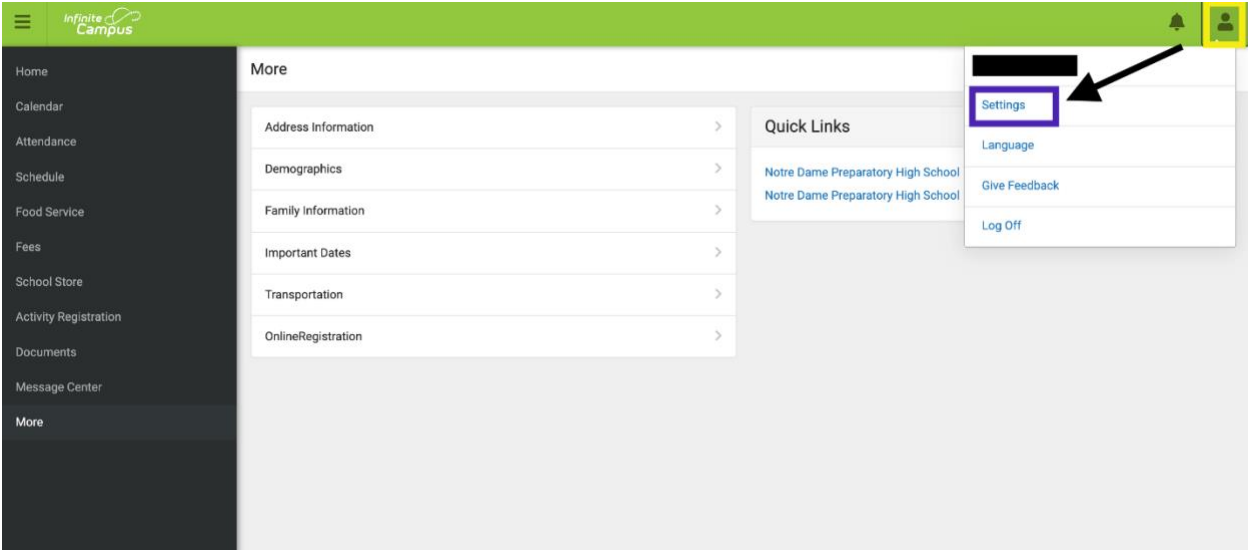 Infinite
Campus
Home
Calendar
Attendance
Schedule
Food Service
Fees
School Store
Activity Registration
Documents
Message Center
More
More
Address Information
Demographics
Family Information
Important Dates
Transportation
OnlineRegistration
Quick Links
Notre Dame Preparatory High School
Notre Dame Preparatory High School
Settings
Language
Give Feedback
Log Off